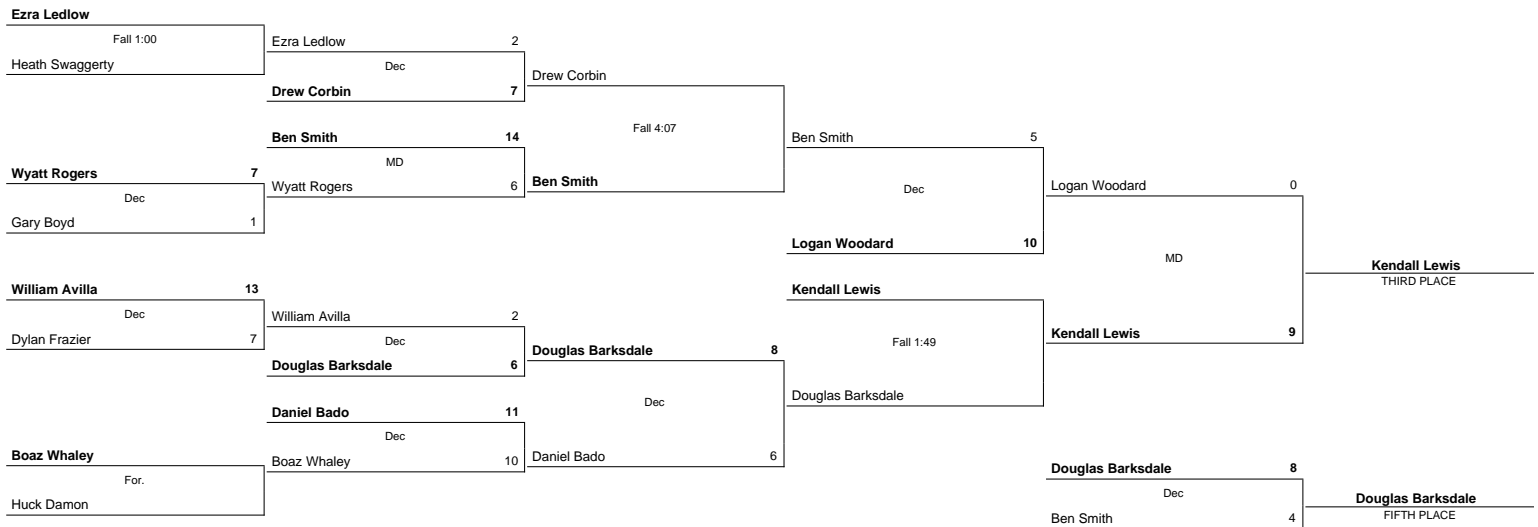 Ezra Ledlow
Fall 1:00
Heath Swaggerty
Wyatt Rogers 7
Dec
Gary Boyd 1
William Avilla 13
Dec
Dylan Frazier 7
Boaz Whaley
For.
Huck Damon
Ezra Ledlow 2
Dec
Drew Corbin 7
Ben Smith 14
MD
Wyatt Rogers 6
William Avilla 2
Dec
Douglas Barksdale 6
Daniel Bado 11
Dec
Boaz Whaley 10
Drew Corbin
Fall 4:07
Ben Smith
Douglas Barksdale 8
Dec
Daniel Bado 6
Ben Smith 5
Dec
Logan Woodard 10
Kendall Lewis
Fall 1:49
Douglas Barksdale
Logan Woodard 0
MD
Kendall Lewis 9
Kendall Lewis
THIRD PLACE
Douglas Barksdale 8
Dec
Ben Smith 4
Douglas Barksdale
FIFTH PLACE